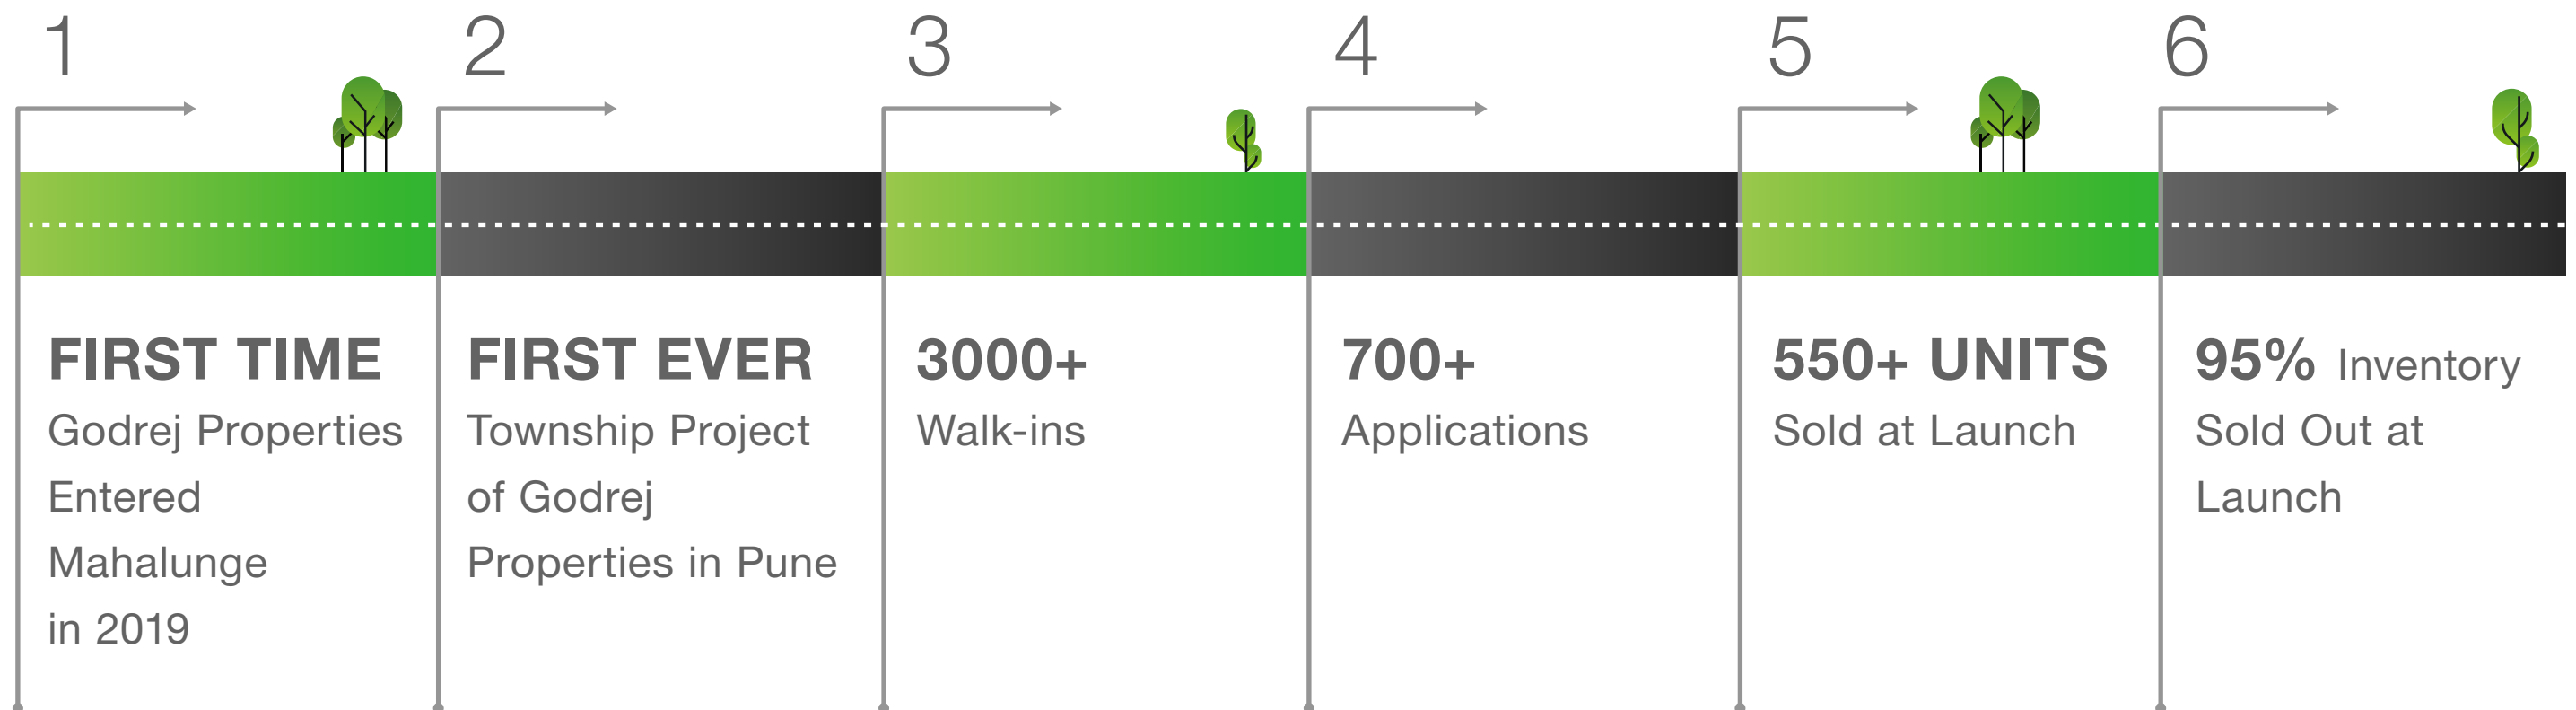 1
FIRST TIME
Godrej Properties
Entered
Mahalunge
in 2019
2
FIRST EVER
Township Project
of Godrej
Properties in Pune
3
3000+
Walk-ins
4
700+
Applications
5
550+ UNITS
Sold at Launch
6
95% Inventory
Sold Out at
Launch